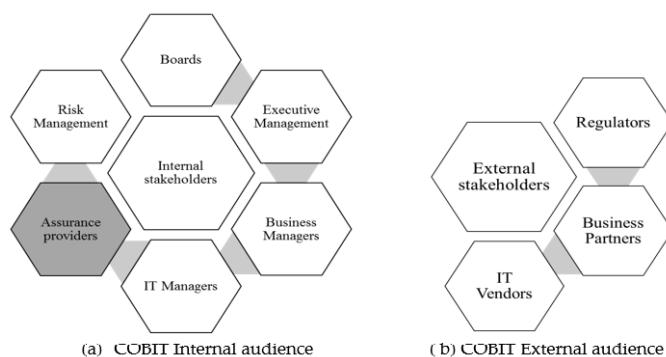 Boards
Risk
Management
Executive
Management
Internal
stakeholders
Assurance
providers
Business
Managers
IT Managers
(a) COBIT Internal audience
Regulators
External
stakeholders
Business
Partners
IT
Vendors
(b) COBIT External audience